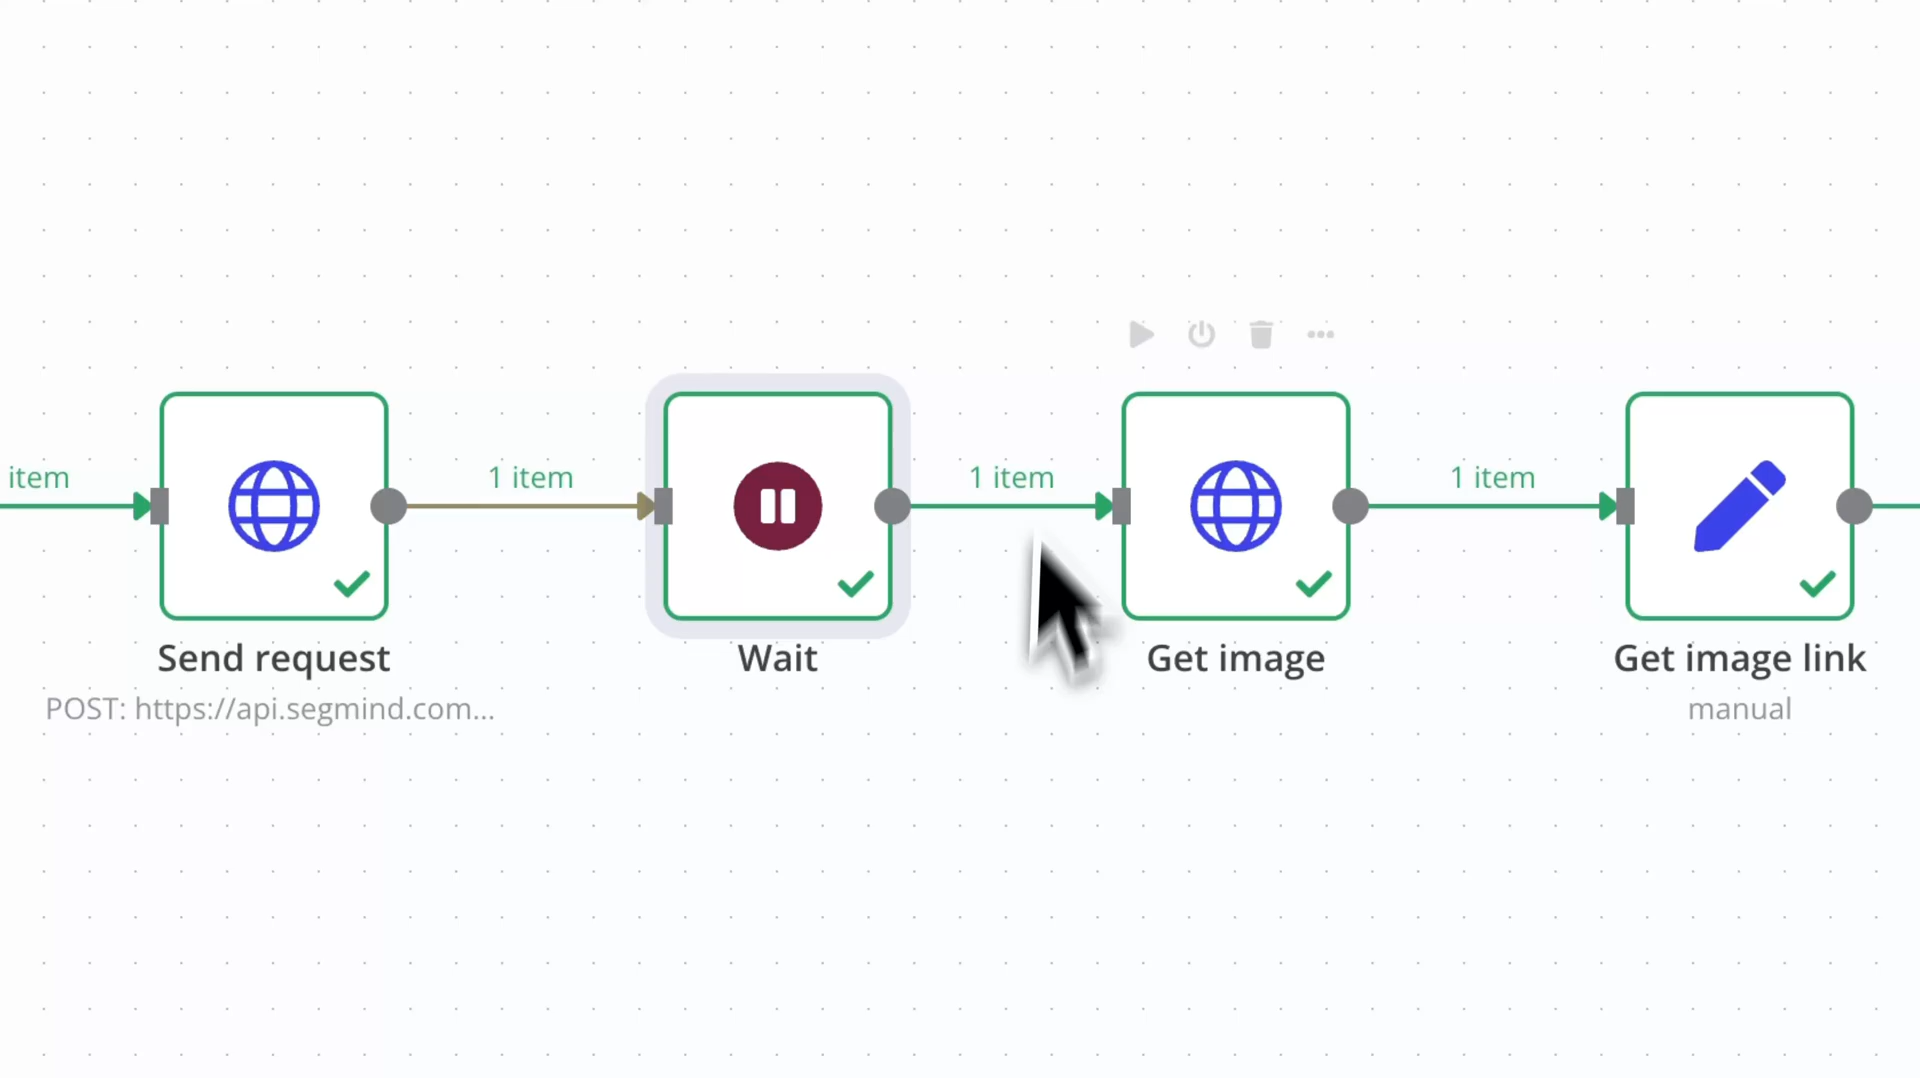 item
1 item
1 item
1 item
Send request
Wait
Get image
Get image link
POST: https://api.segmind.com...
manual